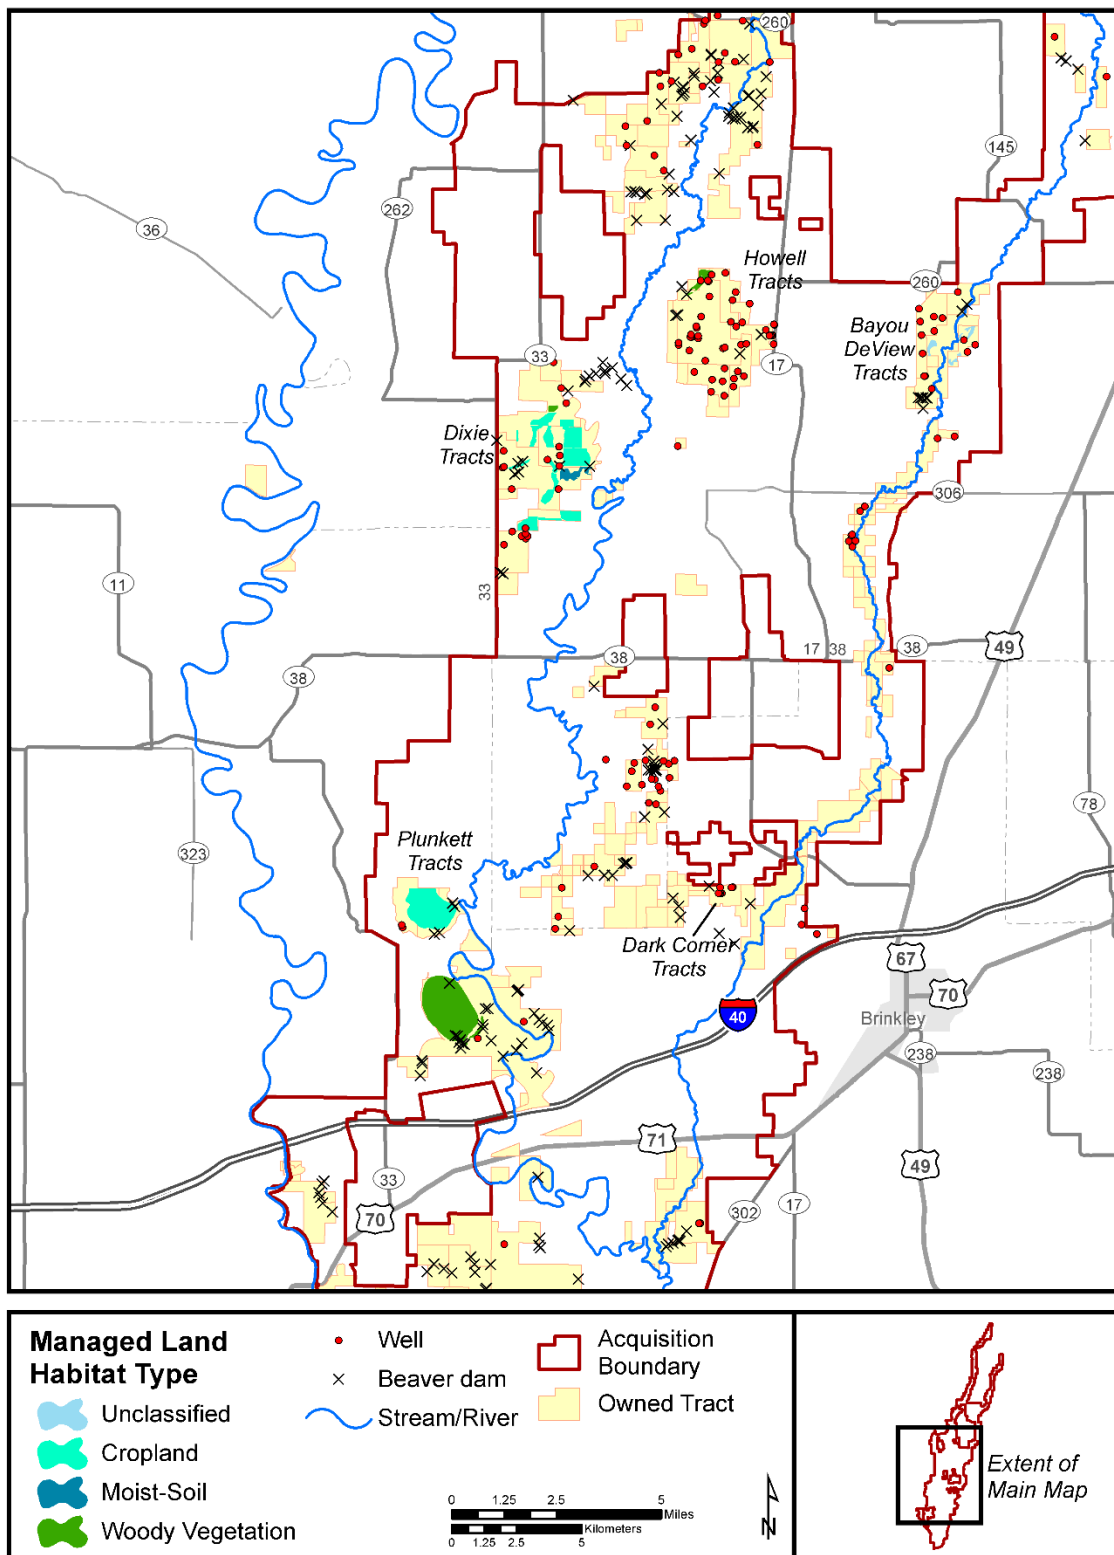 260
145
36
262
Howell
Tracts
260
Bayou
DeView
Tracts
33
17
Dixie
Tracts
306
11
33
17
38
38
49
38
38
78
Plunkett
Tracts
323
Dark Corner
Tracts
67
70
40
Brinkley
238
238
71
49
33
70
302
17
Managed Land
Habitat Type
Unclassified
Cropland
Moist-Soil
Woody Vegetation
Well
Beaver dam
Stream/River
Acquisition
Boundary
Owned Tract
0 1.25 2.5 5
Miles
Kilometers
0 1.25 2.5 5
N
Extent of
Main Map